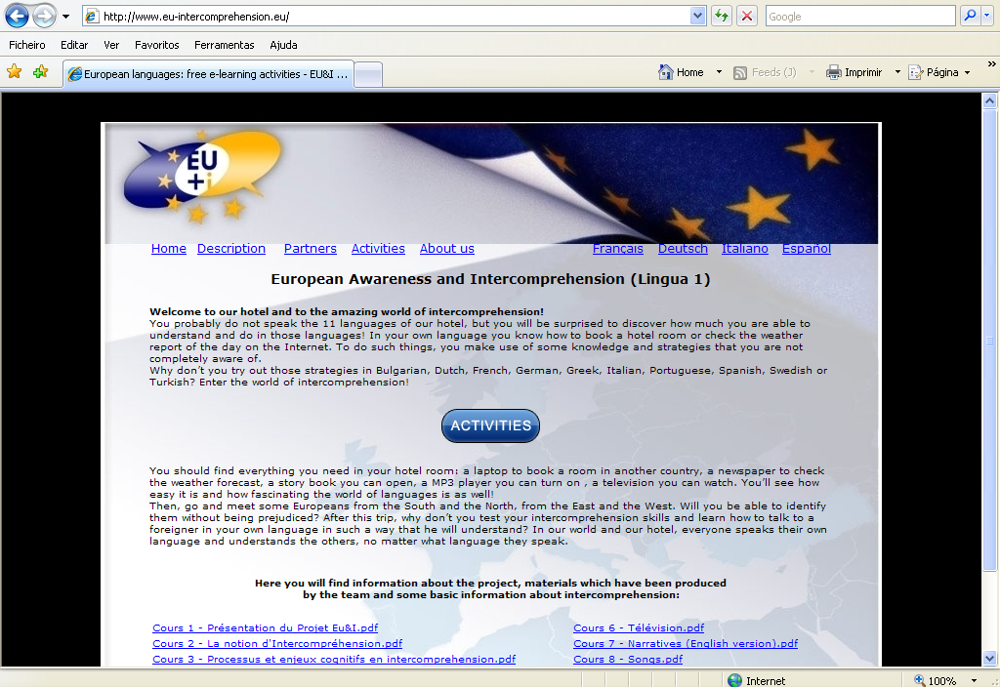 http://www.eu-intercomprehension.eu/
Google
Ficheiro Editar Ver Favoritos Ferramentas Ajuda
European languages: free e-learning activities - EU&I ...
Home Feeds (J) Imprimir Página »
EU
+i
Home Description Partners Activities About us Français Deutsch Italiano Español
European Awareness and Intercomprehension (Lingua 1)
Welcome to our hotel and to the amazing world of intercomprehension!
You probably do not speak the 11 languages of our hotel, but you will be surprised to discover how much you are able to
understand and do in those languages! In your own language you know how to book a hotel room or check the weather
report of the day on the Internet. To do such things, you make use of some knowledge and strategies that you are not
completely aware of.
Why don't you try out those strategies in Bulgarian, Dutch, French, German, Greek, Italian, Portuguese, Spanish, Swedish or
Turkish? Enter the world of intercomprehension!
ACTIVITIES
You should find everything you need in your hotel room: a laptop to book a room in another country, a newspaper to check
the weather forecast, a story book you can open, a MP3 player you can turn on , a television you can watch. You'll see how
easy it is and how fascinating the world of languages is as well!
Then, go and meet some Europeans from the South and the North, from the East and the West. Will you be able to identify
them without being prejudiced? After this trip, why don't you test your intercomprehension skills and learn how to talk to a
foreigner in your own language in such a way that he will understand? In our world and our hotel, everyone speaks their own
language and understands the others, no matter what language they speak.
Here you will find information about the project, materials which have been produced
by the team and some basic information about intercomprehension:
Cours 1 - Présentation du Projet Eu&I.pdf Cours 6 - Télévision.pdf
Cours 2 - La notion d'Intercompréhension.pdf Cours 7 - Narratives (English version).pdf
Cours 3 - Processus et enjeux cognitifs en intercomprehension.pdf Cours 8 - Songs.pdf
Internet 100%